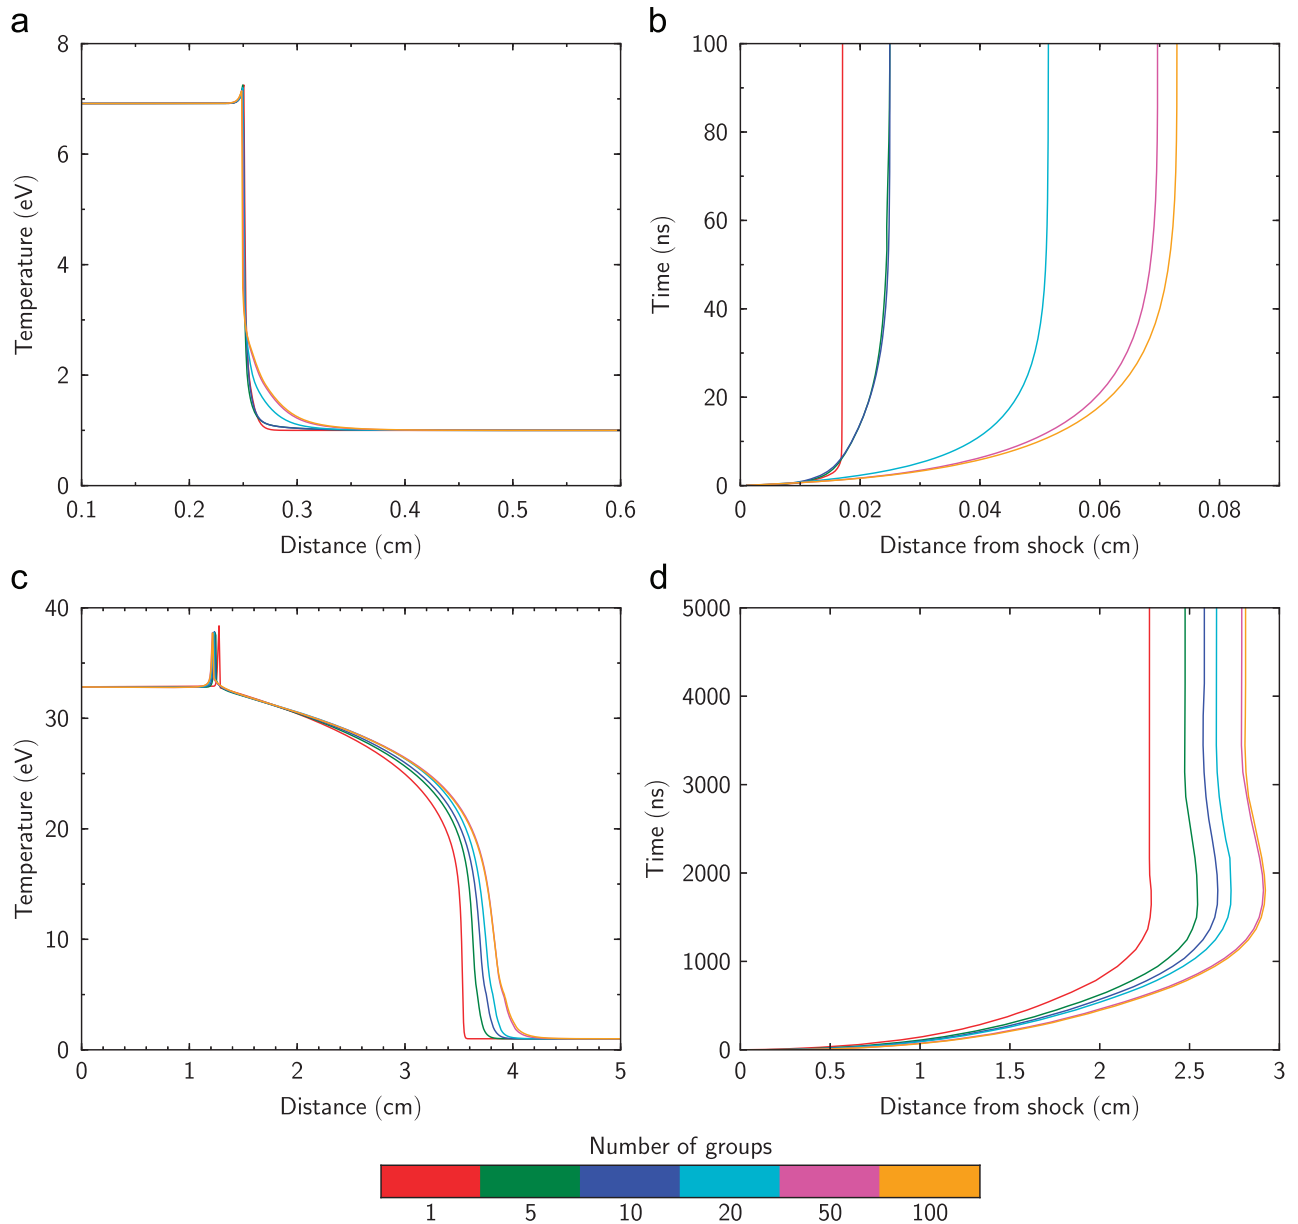 a
8
6
4
2
0
Temperature (eV)
0.1 0.2 0.3 0.4 0.5 0.6
Distance (cm)
b
100
80
60
40
20
0
Time (ns)
0 0.02 0.04 0.06 0.08
Distance from shock (cm)
c
40
30
20
10
0
Temperature (eV)
0 1 2 3 4 5
Distance (cm)
d
5000
4000
3000
2000
1000
0
Time (ns)
0 0.5 1 1.5 2 2.5 3
Distance from shock (cm)
Number of groups
1 5 10 20 50 100